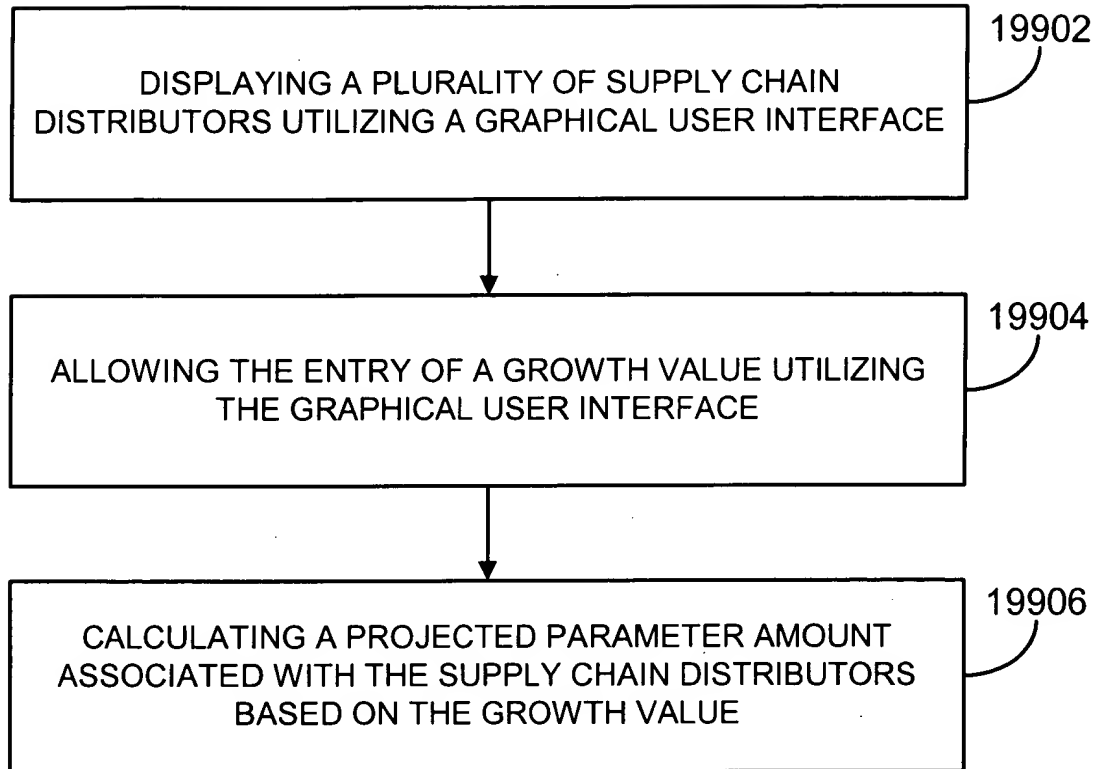 19902
DISPLAYING A PLURALITY OF SUPPLY CHAIN
DISTRIBUTORS UTILIZING A GRAPHICAL USER INTERFACE
19904
ALLOWING THE ENTRY OF A GROWTH VALUE UTILIZING
THE GRAPHICAL USER INTERFACE
19906
CALCULATING A PROJECTED PARAMETER AMOUNT
ASSOCIATED WITH THE SUPPLY CHAIN DISTRIBUTORS
BASED ON THE GROWTH VALUE